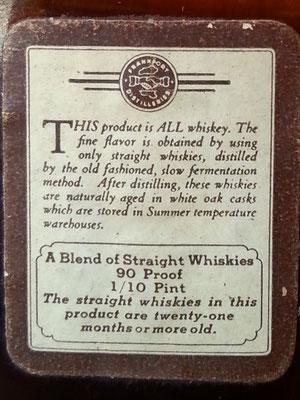 FRANKFORT
DISTILLERIES
THIS product is ALL whiskey. The
fine flavor is obtained by using
only straight whiskies, distilled
by the old fashioned, slow fermentation
method. After distilling, these whiskies
are naturally aged in white oak casks
which are stored in Summer temperature
warehouses.
A Blend of Straight Whiskies
90 Proof
1/10 Pint
The straight whiskies in this
product are twenty-one
months or more old.